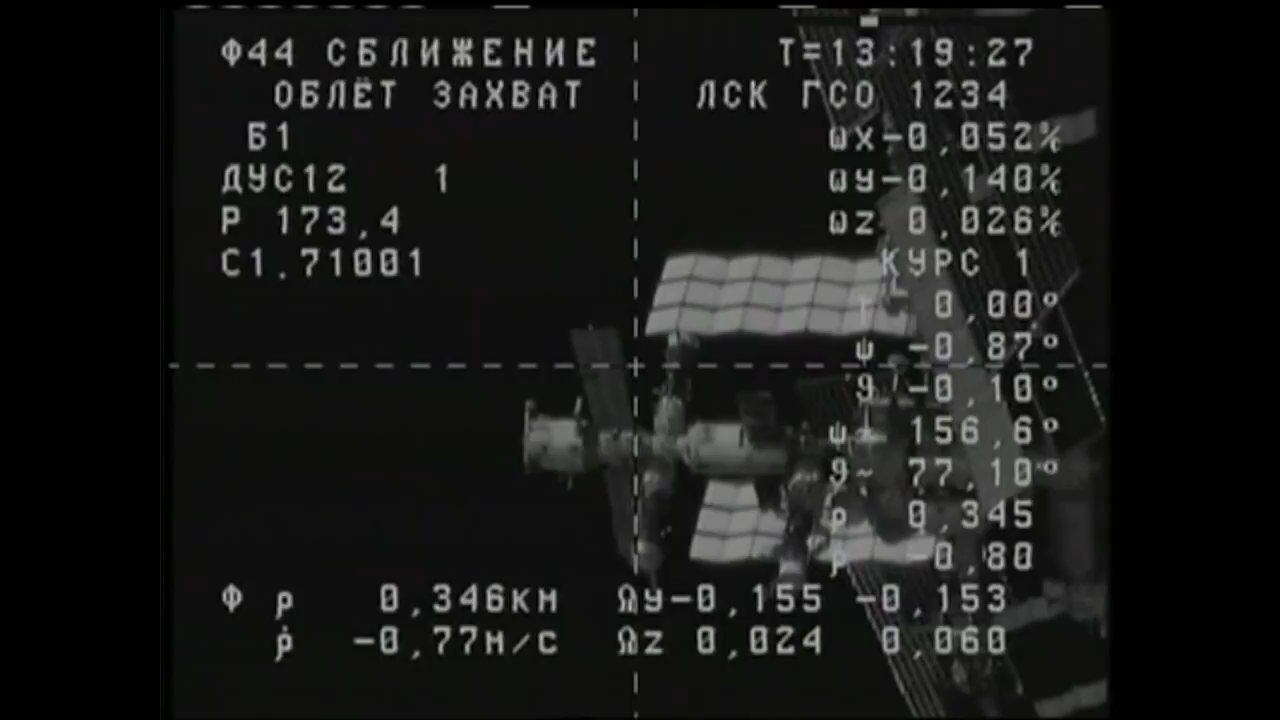 Ф44 СБЛИЖЕНИЕ T=13:19:27
ОБЛЁТ ЗАХВАТ ЛСК ГСО 1234
Б1 ωX-0,052%
ДУС12 1 ωY-0,140%
P 173,4 ωZ 0,026%
C1.71001 КУРС 1
0,00°
ψ -0,87°
ϑ -0,10°
ψ 156,6°
ϑ~ 77,10°
ρ 0,345
ρ̇ -0,80
Ф ρ 0,346км ΩY-0,155 -0,153
ρ̇ -0,77м/с ΩZ 0,024 0,060